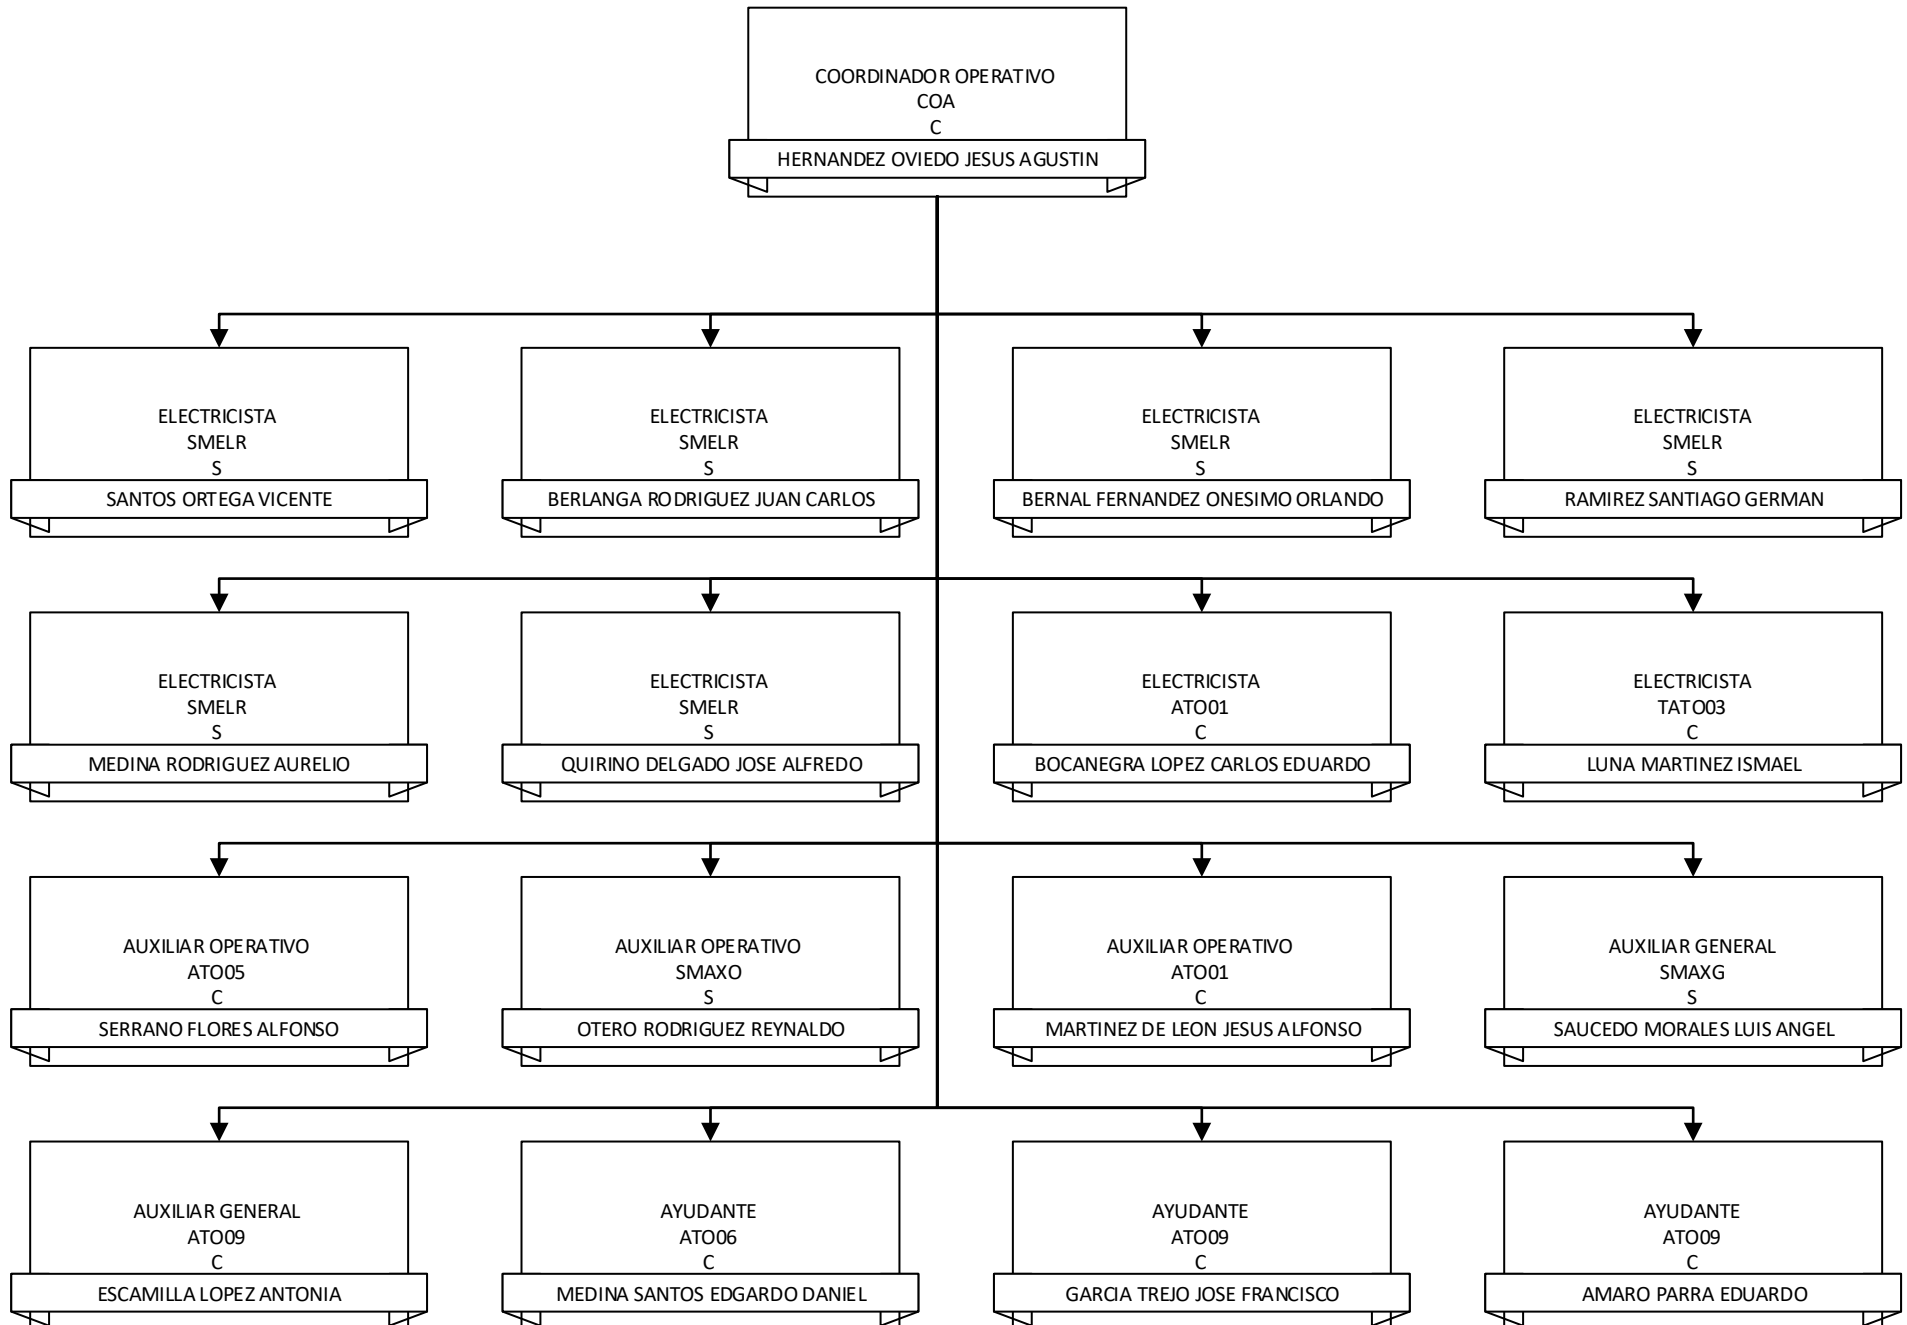 COORDINADOR OPERATIVO
COA
C
HERNANDEZ OVIEDO JESUS AGUSTIN
ELECTRICISTA
SMELR
S
SANTOS ORTEGA VICENTE
ELECTRICISTA
SMELR
S
BERLANGA RODRIGUEZ JUAN CARLOS
ELECTRICISTA
SMELR
S
BERNAL FERNANDEZ ONESIMO ORLANDO
ELECTRICISTA
SMELR
S
RAMIREZ SANTIAGO GERMAN
ELECTRICISTA
SMELR
S
MEDINA RODRIGUEZ AURELIO
ELECTRICISTA
SMELR
S
QUIRINO DELGADO JOSE ALFREDO
ELECTRICISTA
ATO01
C
BOCANEGRA LOPEZ CARLOS EDUARDO
ELECTRICISTA
TATO03
C
LUNA MARTINEZ ISMAEL
AUXILIAR OPERATIVO
ATO05
C
SERRANO FLORES ALFONSO
AUXILIAR OPERATIVO
SMAXO
S
OTERO RODRIGUEZ REYNALDO
AUXILIAR OPERATIVO
ATO01
C
MARTINEZ DE LEON JESUS ALFONSO
AUXILIAR GENERAL
SMAXG
S
SAUCEDO MORALES LUIS ANGEL
AUXILIAR GENERAL
ATO09
C
ESCAMILLA LOPEZ ANTONIA
AYUDANTE
ATO06
C
MEDINA SANTOS EDGARDO DANIEL
AYUDANTE
ATO09
C
GARCIA TREJO JOSE FRANCISCO
AYUDANTE
ATO09
C
AMARO PARRA EDUARDO